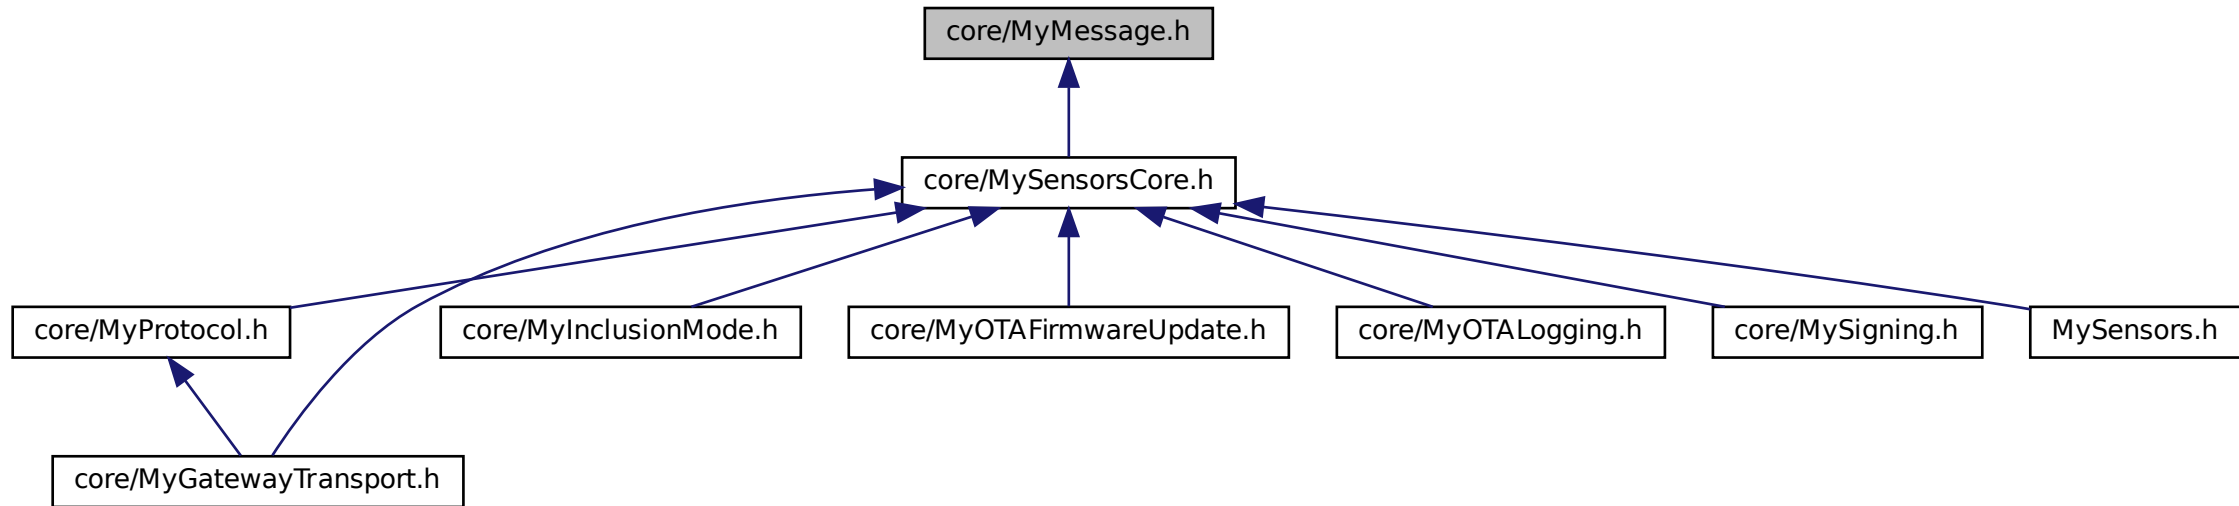 core/MyMessage.h
core/MySensorsCore.h
core/MyProtocol.h
core/MyInclusionMode.h
core/MyOTAFirmwareUpdate.h
core/MyOTALogging.h
core/MySigning.h
MySensors.h
core/MyGatewayTransport.h